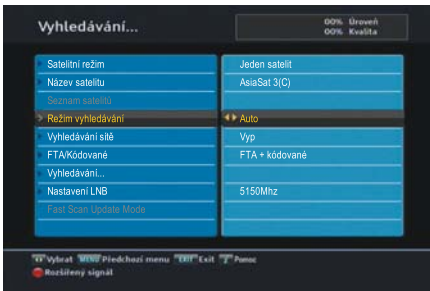 Vyhledávání...
00% Úroveň
00% Kvalita
Satelitní režim Jeden satelit
Název satelitu AsiaSat 3(C)
Seznam satelitů
Režim vyhledávání Auto
Vyhledávání sítě Vyp
FTA/Kódované FTA + kódované
Vyhledávání...
Nastavení LNB 5150Mhz
Fast Scan Update Mode
Vybrat MENU Předchozí menu EXIT Exit Pomoc
Rozšířený signál